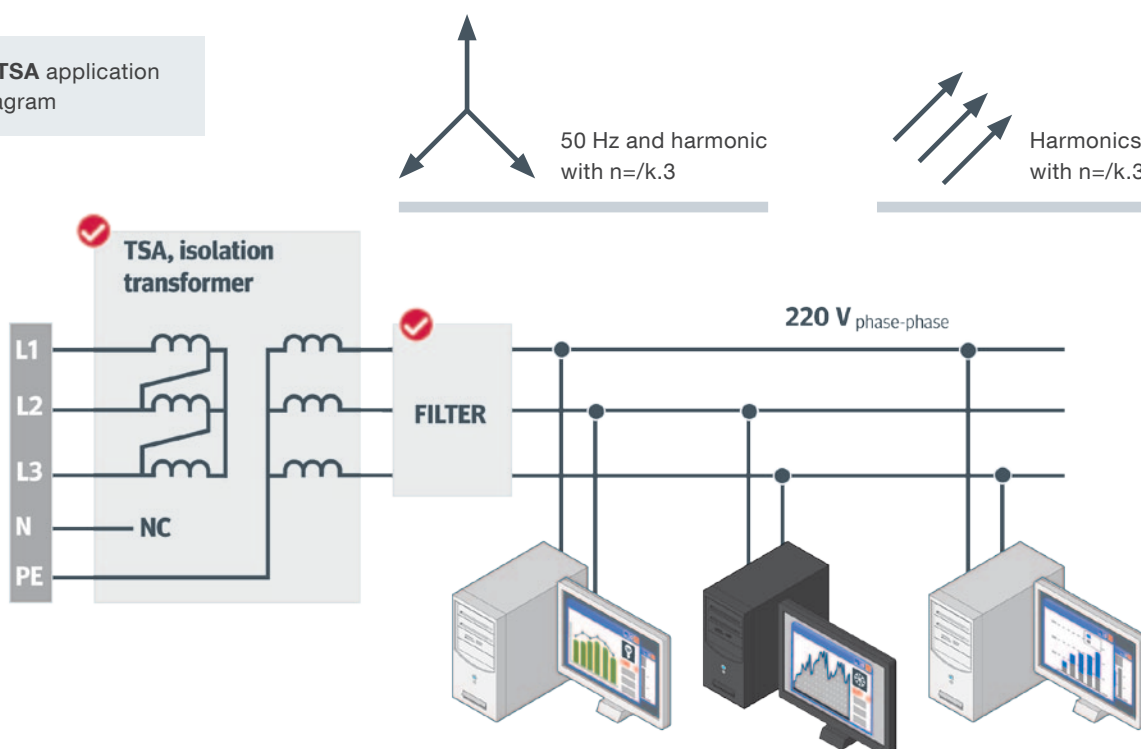 TSA application
agram
50 Hz and harmonic
with n=/k.3
Harmonics
with n=/k.3
TSA, isolation
transformer
220 V phase-phase
L1
L2
FILTER
L3
N
NC
PE